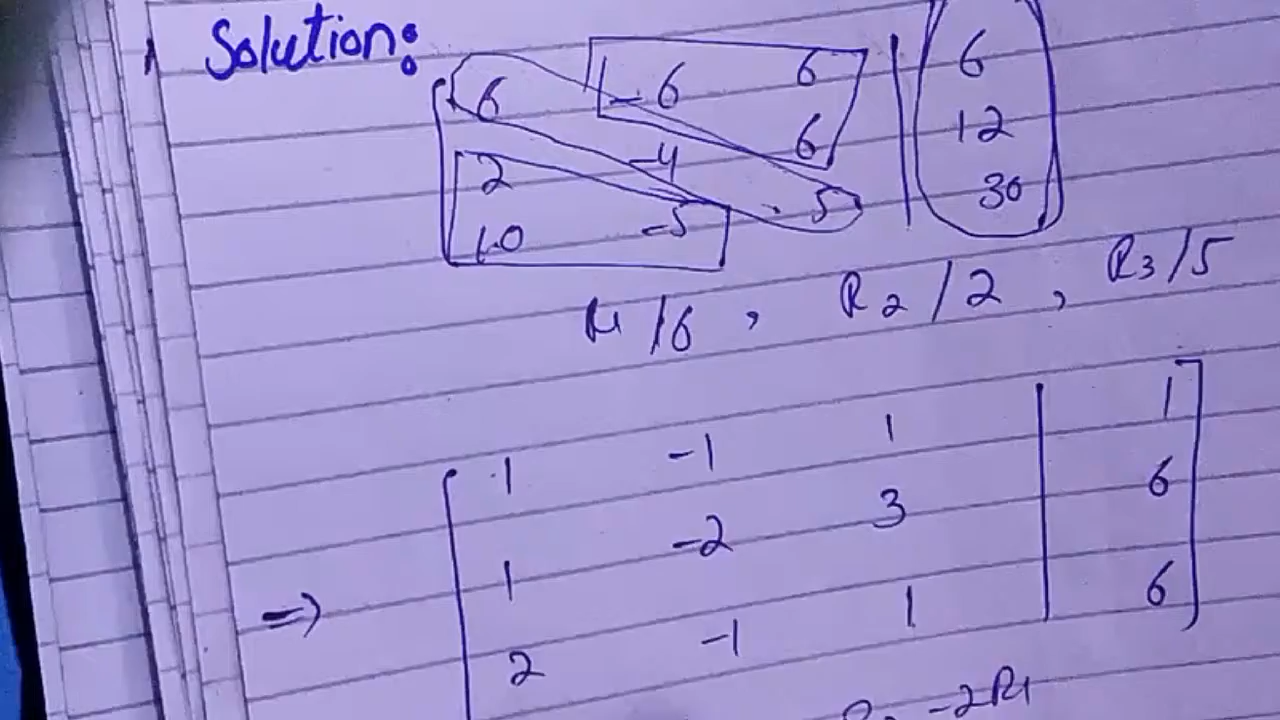 Solution:
6 -6 6 | 6
2 -4 6 | 12
10 -5 5 | 30
R1/6 , R2/2 , R3/5
1 -1 1 | 1
1 -2 3 | 6
=> 2 -1 1 | 6
-2R1